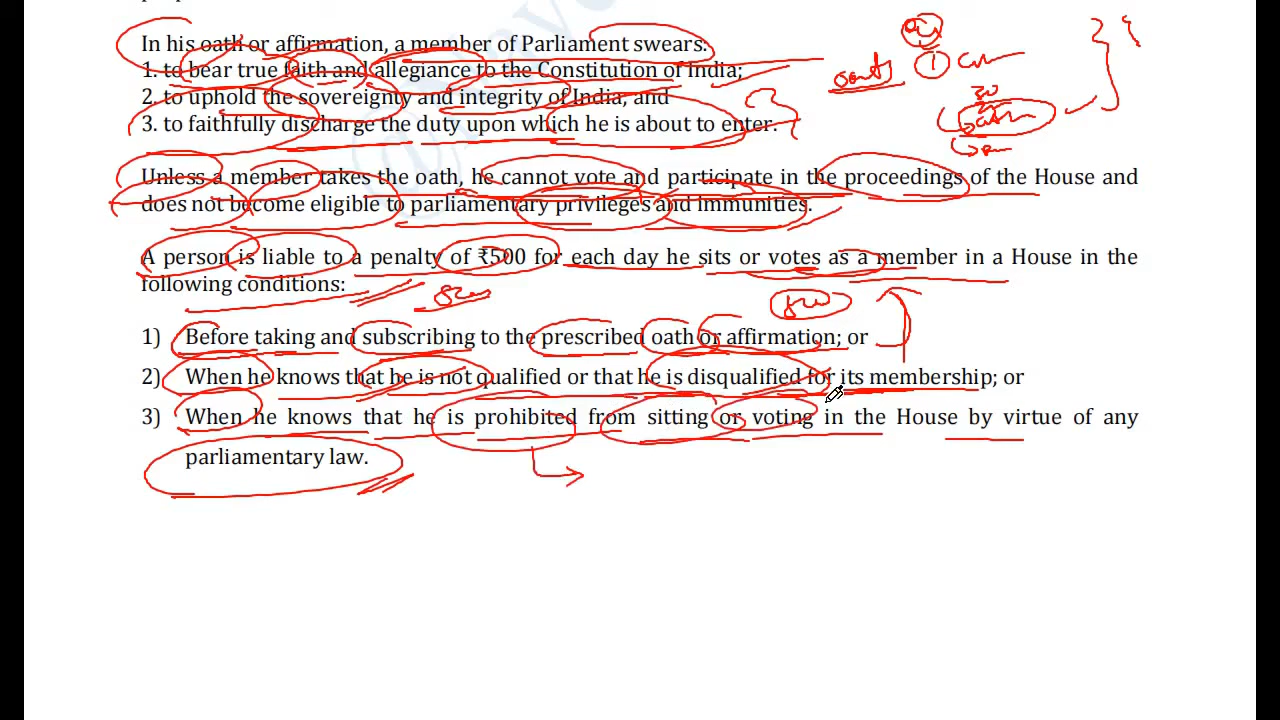 In his oath or affirmation, a member of Parliament swears:
1. to bear true faith and allegiance to the Constitution of India;
2. to uphold the sovereignty and integrity of India; and
3. to faithfully discharge the duty upon which he is about to enter.
Unless a member takes the oath, he cannot vote and participate in the proceedings of the House and
does not become eligible to parliamentary privileges and immunities.
A person is liable to a penalty of ₹500 for each day he sits or votes as a member in a House in the
following conditions:
1) Before taking and subscribing to the prescribed oath or affirmation; or
2) When he knows that he is not qualified or that he is disqualified for its membership; or
3) When he knows that he is prohibited from sitting or voting in the House by virtue of any
parliamentary law.